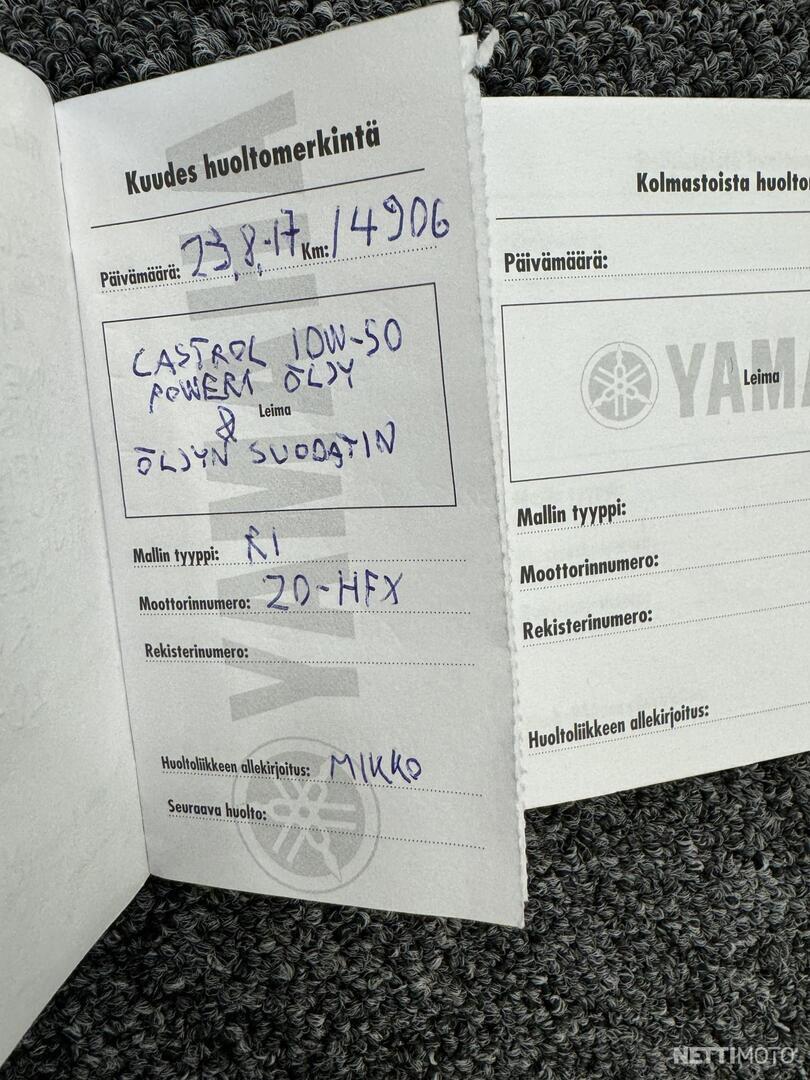 Kuudes huoltomerkintä
Päivämäärä: 23.8.-17 Km: 14906
CASTROL 10W-50
POWER1 ÖLJY
Leima
&
ÖLJYN SUODATIN
Mallin tyyppi: R1
Moottorinnumero: ZO-HFX
Rekisterinumero:
Huoltoliikkeen allekirjoitus: MIKKO
Seuraava huolto:
YAMAHA
Kolmastoista huolto
Päivämäärä:
YAMA
Leima
Mallin tyyppi:
Moottorinnumero:
Rekisterinumero:
Huoltoliikkeen allekirjoitus:
NETTIMOTO